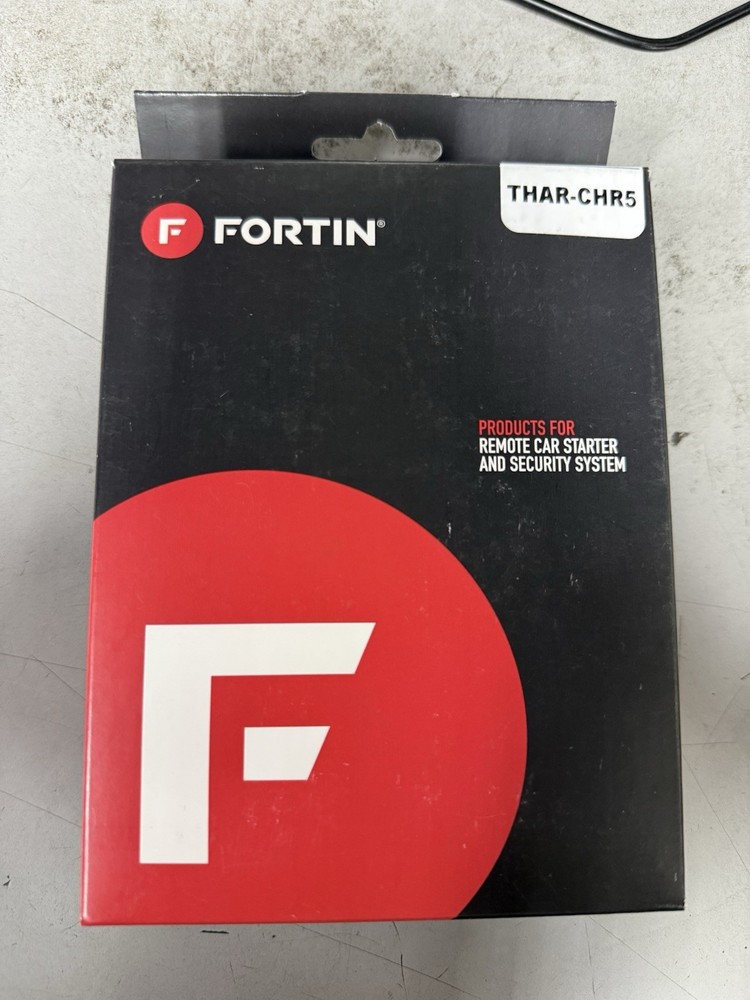 THAR-CHR5
F FORTIN®
PRODUCTS FOR
REMOTE CAR STARTER
AND SECURITY SYSTEM
F